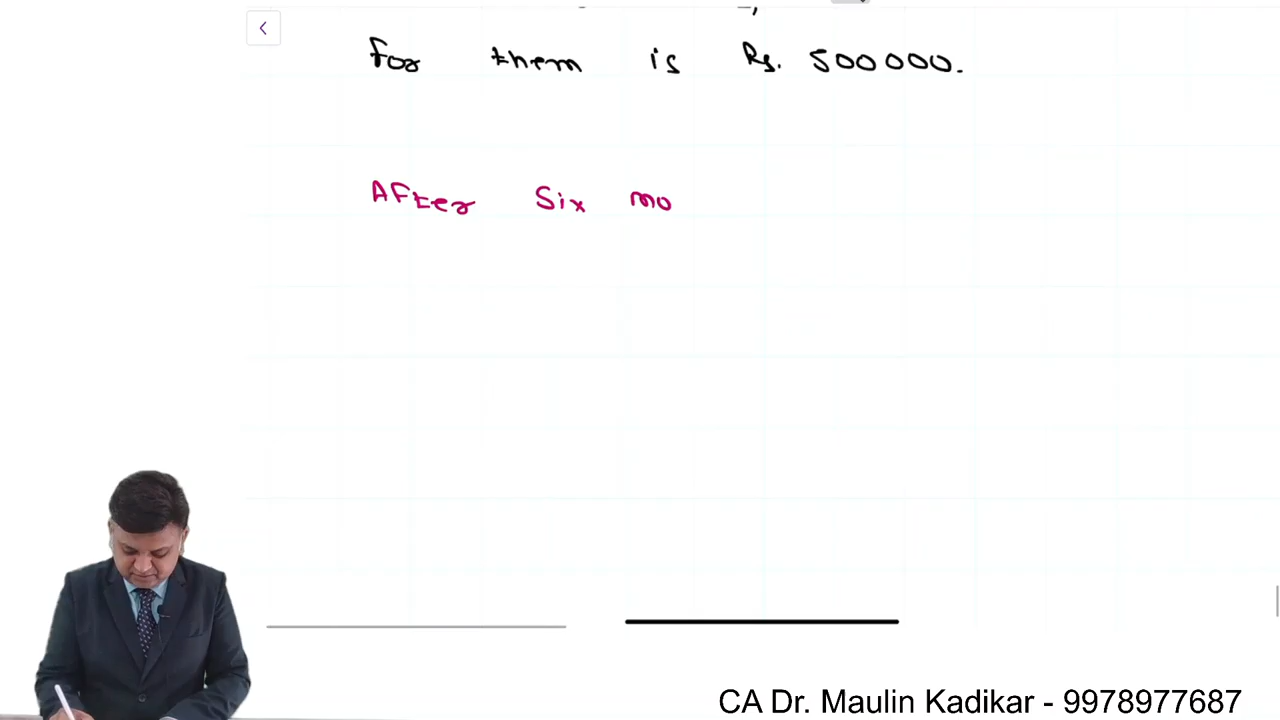 for them is Rs. 500000.
After Six mo
CA Dr. Maulin Kadikar - 9978977687